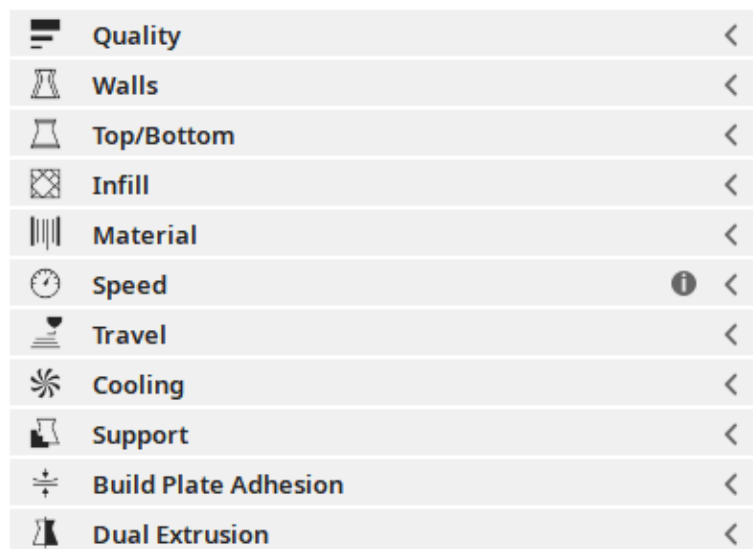 Quality
Walls
Top/Bottom
Infill
Material
Speed
Travel
Cooling
Support
Build Plate Adhesion
Dual Extrusion